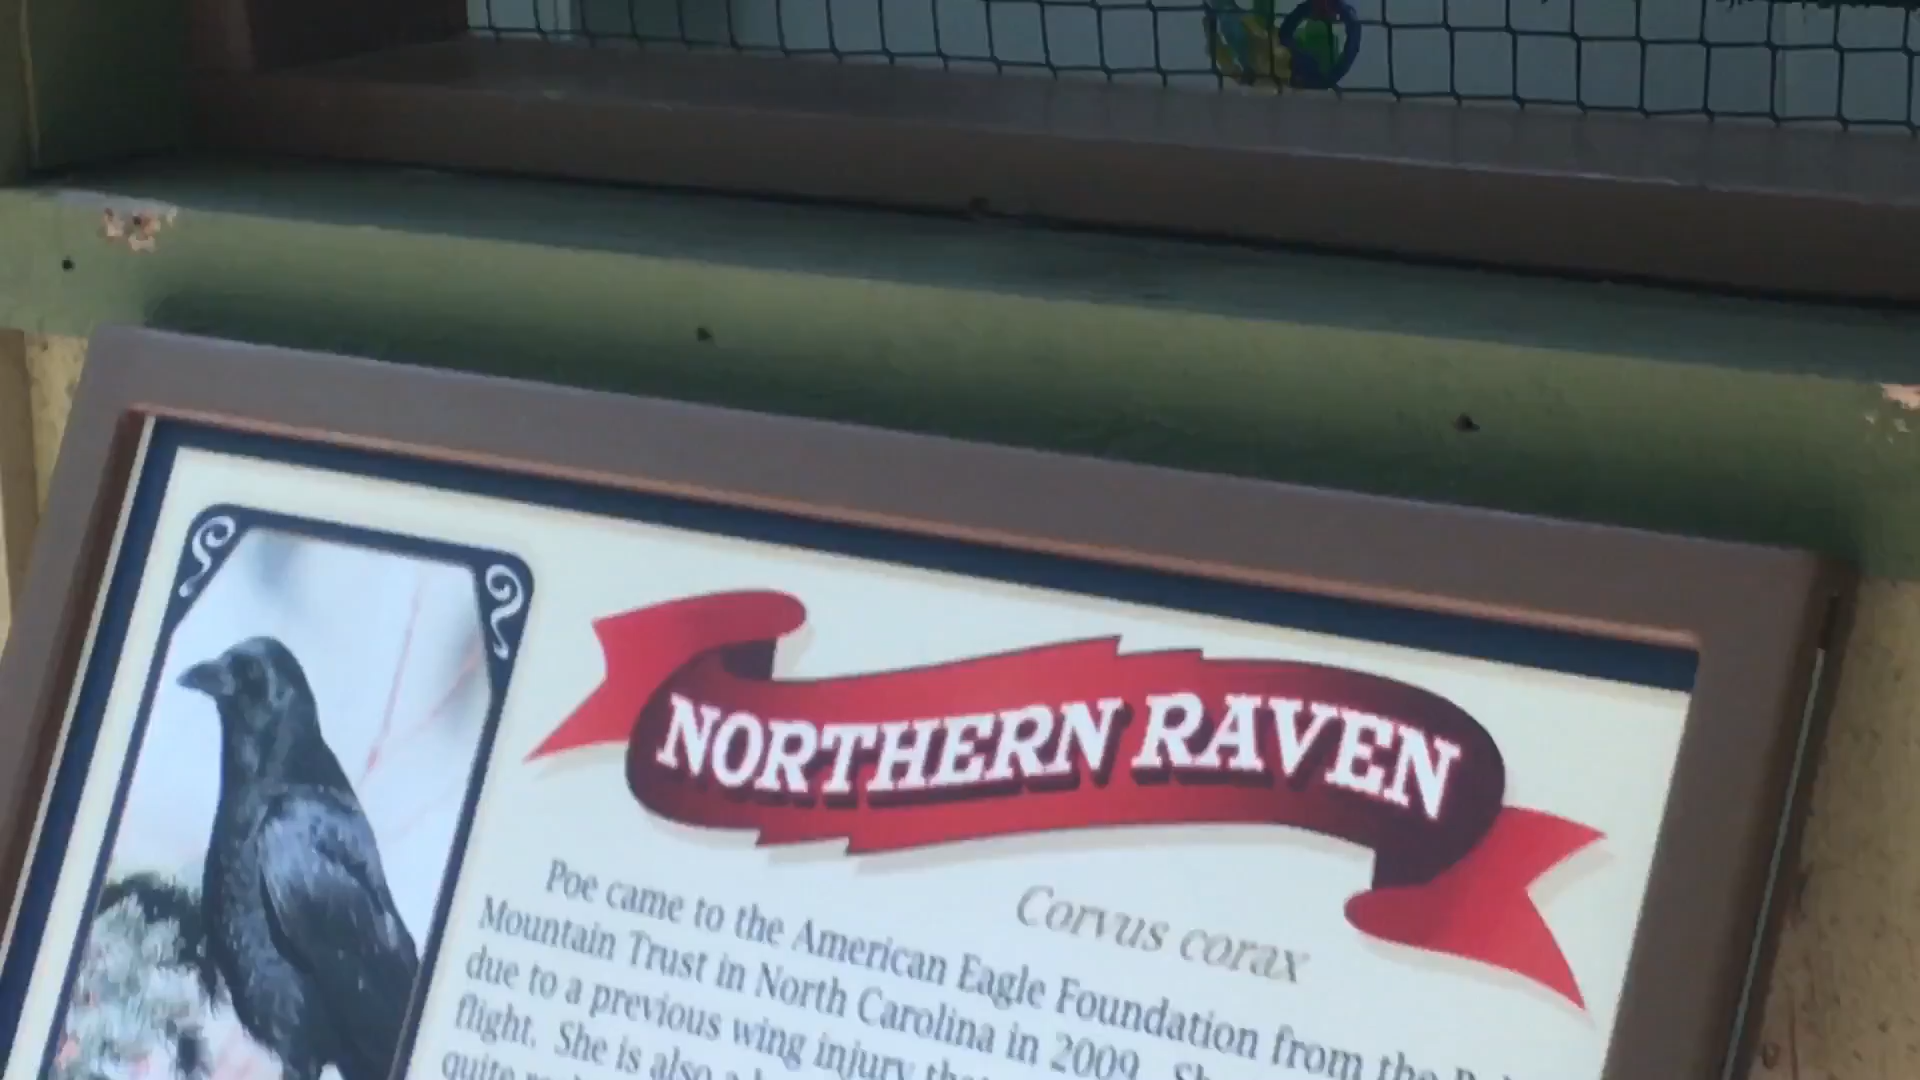 NORTHERN RAVEN
Corvus corax
Poe came to the American Eagle Foundation from the
Mountain Trust in North Carolina in 2009.
due to a previous wing injury
flight. She is also a
quite